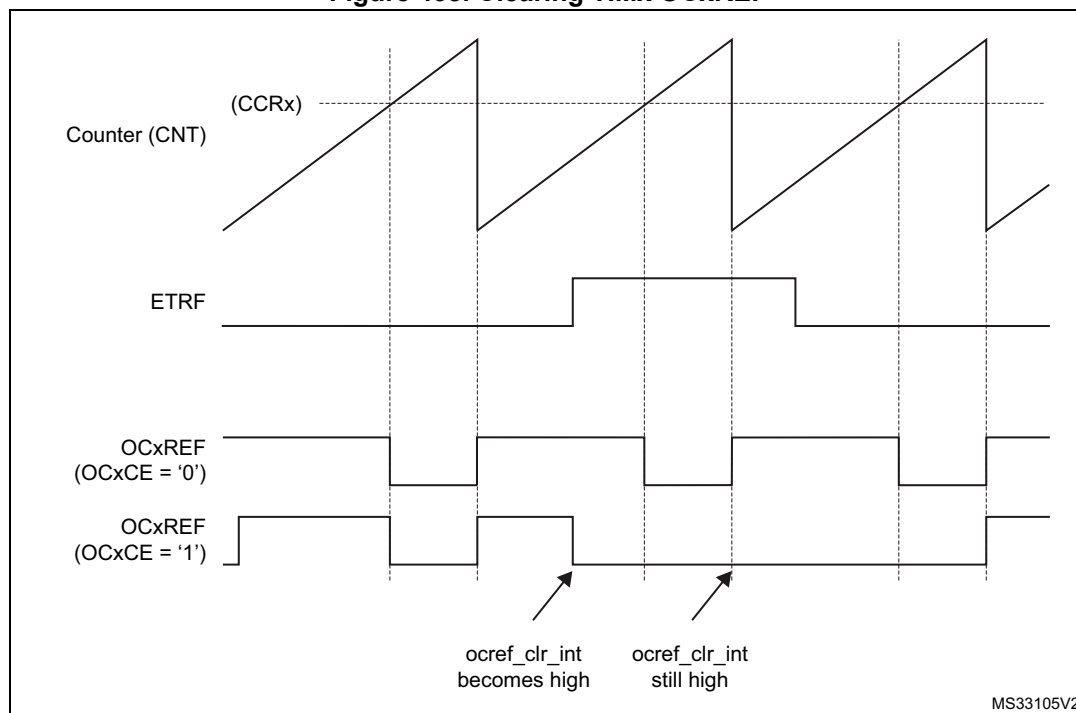 (CCRx)
Counter (CNT)
ETRF
OCxREF
(OCxCE = ‘0’)
OCxREF
(OCxCE = ‘1’)
ocref_clr_int
becomes high
ocref_clr_int
still high
MS33105V2